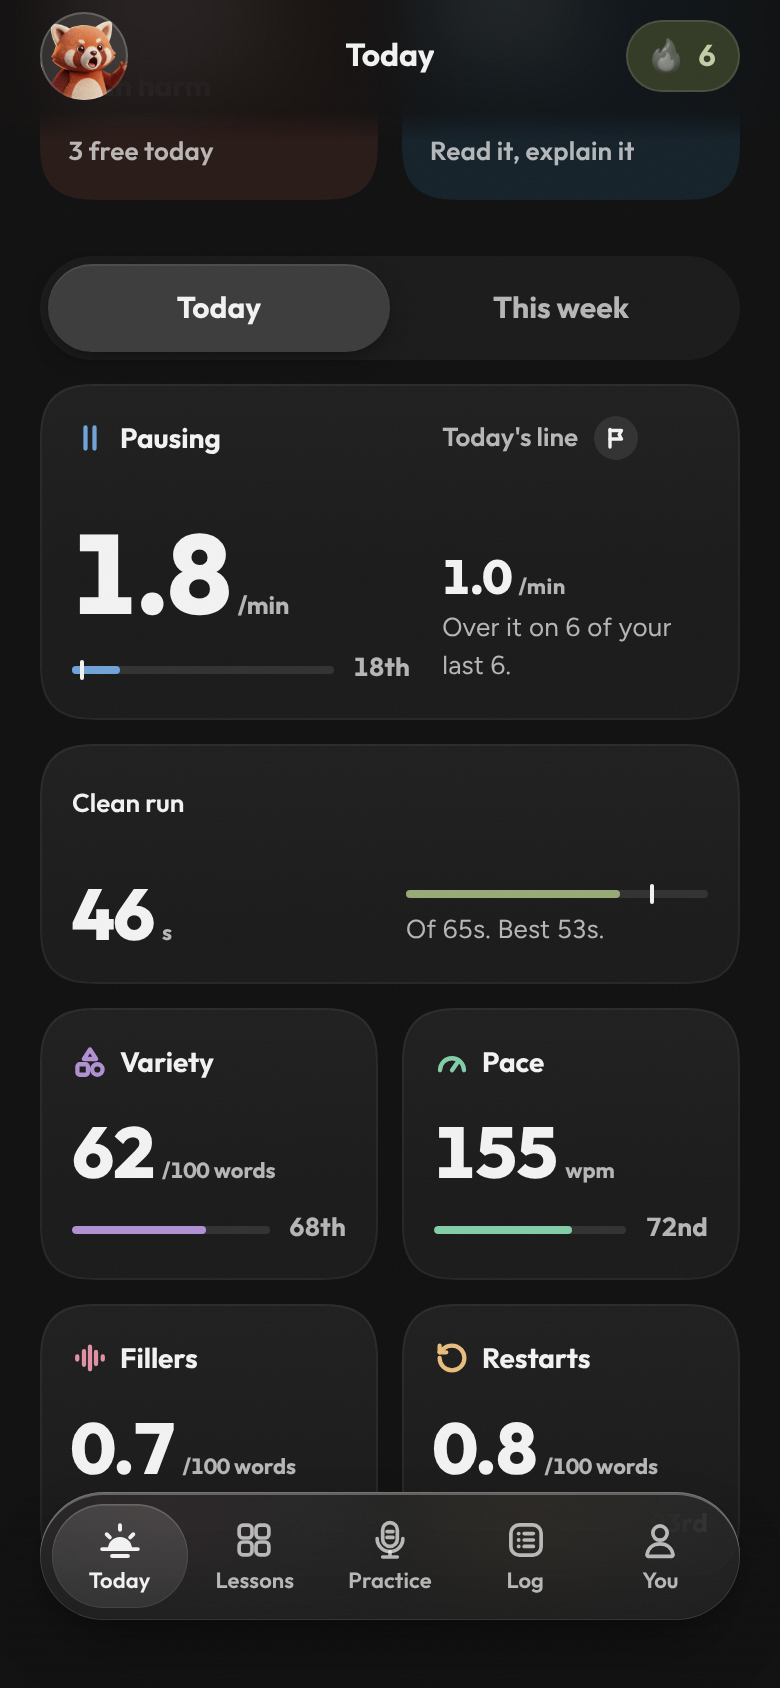 Today
6
harm
3 free today
Read it, explain it
Today
This week
Pausing
Today's line
1.8 /min
1.0 /min
Over it on 6 of your
last 6.
18th
Clean run
46 s
Of 65s. Best 53s.
Variety
62 /100 words
68th
Pace
155 wpm
72nd
Fillers
0.7 /100 words
Restarts
0.8 /100 words
Today
Lessons
Practice
Log
You